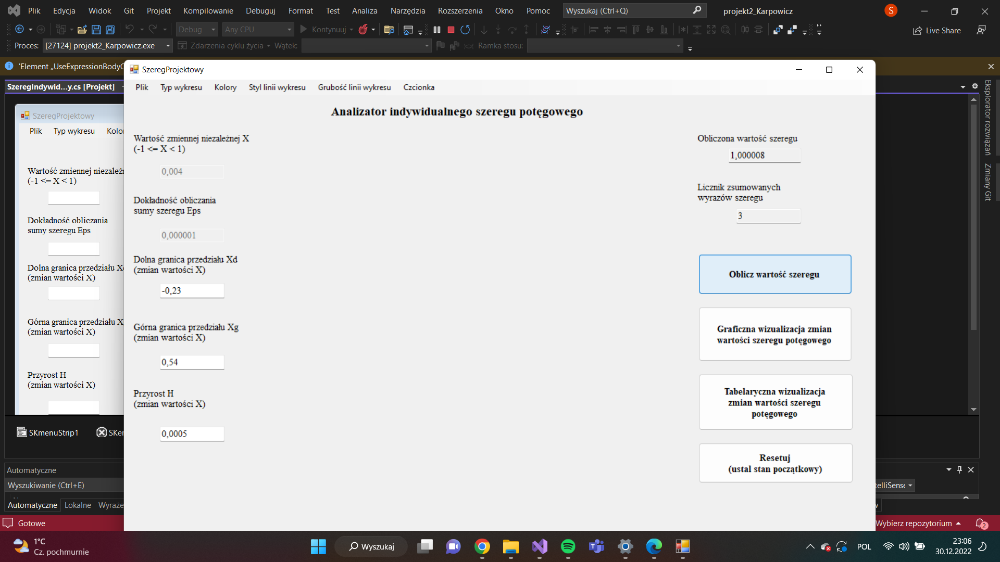 Plik Edycja Widok Git Projekt Kompilowanie Debuguj Format Test Analiza Narzędzia Rozszerzenia Okno Pomoc Wyszukaj (Ctrl+Q) projekt2_Karpowicz S
Debug Any CPU Kontynuuj Live Share
Proces: [27124] projekt2_Karpowicz.exe Zdarzenia cyklu życia Wątek: Ramka stosu:
'Element „UseExpressionBodyC
SzeregIndywid...y.cs [Projekt]
SzeregProjektowy
Plik Typ wykresu Kolo
Wartość zmiennej niezależn
(-1 <= X < 1)
Dokładność obliczania
sumy szeregu Eps
Dolna granica przedziału X
(zmian wartości X)
Górna granica przedziału X
(zmian wartości X)
Przyrost H
(zmian wartości X)
SKmenuStrip1 SKer
Automatyczne
Wyszukiwanie (Ctrl+E)
Automatyczne Lokalne Wyraże
Gotowe
SzeregProjektowy
Plik Typ wykresu Kolory Styl linii wykresu Grubość linii wykresu Czcionka
Analizator indywidualnego szeregu potęgowego
Wartość zmiennej niezależnej X
(-1 <= X < 1)
0,004
Dokładność obliczania
sumy szeregu Eps
0,000001
Dolna granica przedziału Xd
(zmian wartości X)
-0,23
Górna granica przedziału Xg
(zmian wartości X)
0,54
Przyrost H
(zmian wartości X)
0,0005
Obliczona wartość szeregu
1,000008
Licznik zsumowanych
wyrazów szeregu
3
Oblicz wartość szeregu
Graficzna wizualizacja zmian
wartości szeregu potęgowego
Tabelaryczna wizualizacja
zmian wartości szeregu
potęgowego
Resetuj
(ustal stan początkowy)
Eksplorator rozwiązań
Zmiany Git
telliSense
w
Wybierz repozytorium 2
1°C
Cz. pochmurnie
Wyszukaj
POL
23:06
30.12.2022